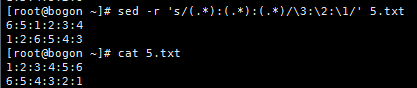 [root@bogon ~]# sed -r 's/(.*):(.*):(.*)/\3:\2:\1/' 5.txt
6:5:1:2:3:4
1:2:6:5:4:3
[root@bogon ~]# cat 5.txt
1:2:3:4:5:6
6:5:4:3:2:1